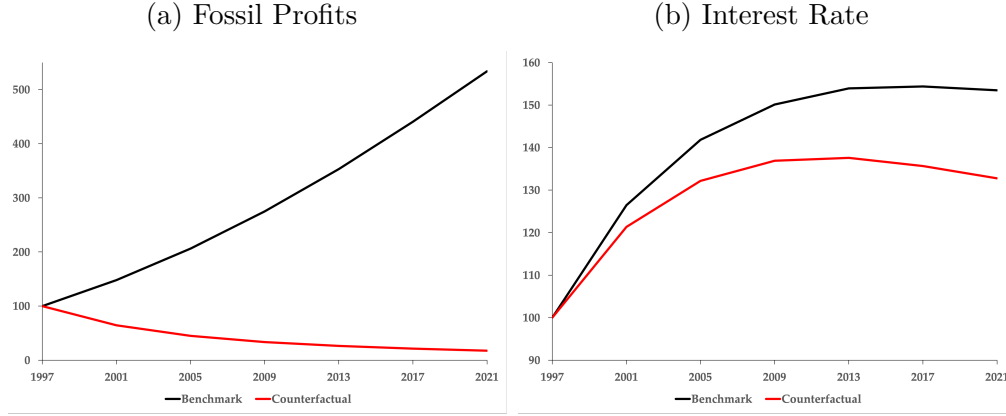 (a) Fossil Profits
500
400
300
200
100
0
1997 2001 2005 2009 2013 2017 2021
Benchmark Counterfactual
(b) Interest Rate
160
150
140
130
120
110
100
90
1997 2001 2005 2009 2013 2017 2021
Benchmark Counterfactual